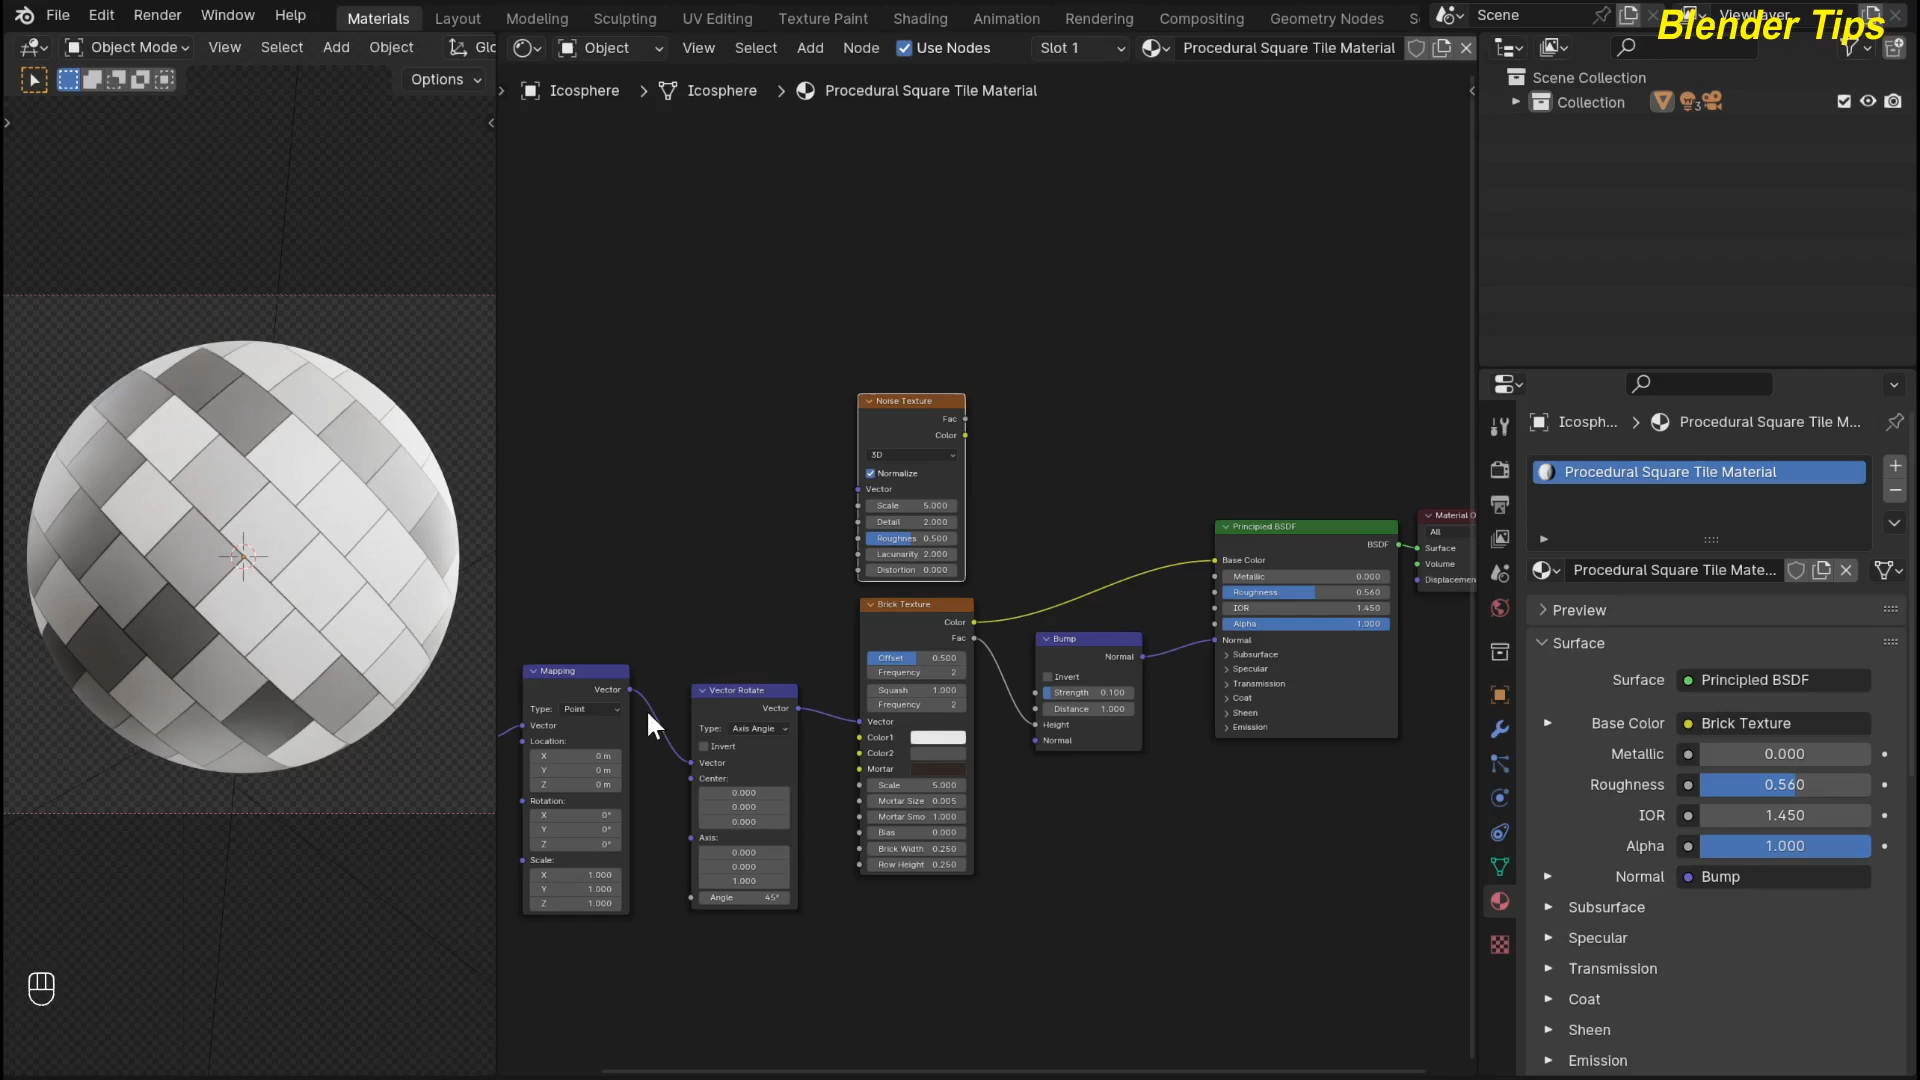 File Edit Render Window Help
Materials Layout Modeling Sculpting UV Editing Texture Paint Shading Animation Rendering Compositing Geometry Nodes
Scene
ViewLayer
Blender Tips
Object Mode View Select Add Object
Options
Object View Select Add Node Use Nodes Slot 1 Procedural Square Tile Material
Icosphere > Icosphere > Procedural Square Tile Material
Scene Collection
Collection
3
Noise Texture
Fac
Color
3D
Normalize
Vector
Scale 5.000
Detail 2.000
Roughnes 0.500
Lacunarity 2.000
Distortion 0.000
Brick Texture
Color
Fac
Offset 0.500
Frequency 2
Squash 1.000
Frequency 2
Vector
Color1
Color2
Mortar
Scale 5.000
Mortar Size 0.005
Mortar Smo 1.000
Bias 0.000
Brick Width 0.250
Row Height 0.250
Mapping
Vector
Type: Point
Vector
Location:
X 0 m
Y 0 m
Z 0 m
Rotation:
X 0°
Y 0°
Z 0°
Scale:
X 1.000
Y 1.000
Z 1.000
Vector Rotate
Vector
Type: Axis Angle
Invert
Vector
Center:
0.000
0.000
0.000
Axis:
0.000
0.000
1.000
Angle 45°
Bump
Normal
Invert
Strength 0.100
Distance 1.000
Height
Normal
Principled BSDF
BSDF
Base Color
Metallic 0.000
Roughness 0.560
IOR 1.450
Alpha 1.000
Normal
Subsurface
Specular
Transmission
Coat
Sheen
Emission
Material O
All
Surface
Volume
Displacemen
Icosph... > Procedural Square Tile M...
Procedural Square Tile Material
Procedural Square Tile Mate...
Preview
Surface
Surface Principled BSDF
Base Color Brick Texture
Metallic 0.000
Roughness 0.560
IOR 1.450
Alpha 1.000
Normal Bump
Subsurface
Specular
Transmission
Coat
Sheen
Emission